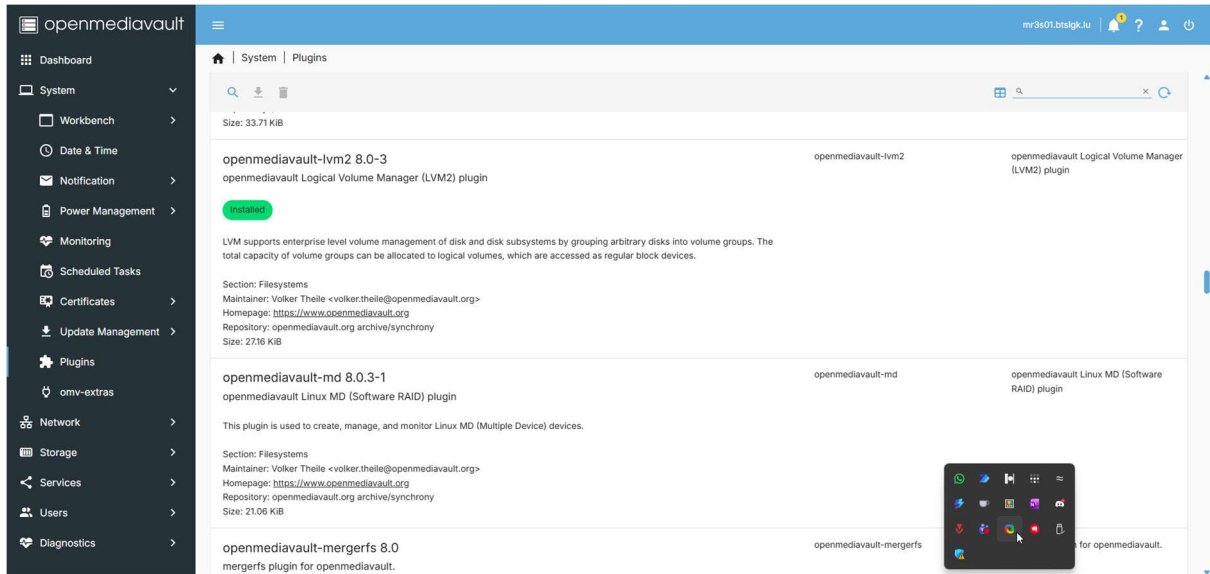 openmediavault
mr3s01.btslgk.lu
1
?
Dashboard
System | Plugins
System
Workbench
Size: 33.71 KiB
Date & Time
openmediavault-lvm2 8.0-3
openmediavault-lvm2
openmediavault Logical Volume Manager
(LVM2) plugin
openmediavault Logical Volume Manager (LVM2) plugin
Notification
Installed
Power Management
Monitoring
LVM supports enterprise level volume management of disk and disk subsystems by grouping arbitrary disks into volume groups. The
total capacity of volume groups can be allocated to logical volumes, which are accessed as regular block devices.
Scheduled Tasks
Section: Filesystems
Certificates
Maintainer: Volker Theile <volker.theile@openmediavault.org>
Homepage: https://www.openmediavault.org
Update Management
Repository: openmediavault.org archive/synchrony
Size: 27.16 KiB
Plugins
openmediavault-md 8.0.3-1
openmediavault-md
openmediavault Linux MD (Software
RAID) plugin
omv-extras
openmediavault Linux MD (Software RAID) plugin
Network
This plugin is used to create, manage, and monitor Linux MD (Multiple Device) devices.
Storage
Section: Filesystems
Maintainer: Volker Theile <volker.theile@openmediavault.org>
Services
Homepage: https://www.openmediavault.org
Repository: openmediavault.org archive/synchrony
Users
Size: 21.06 KiB
Diagnostics
openmediavault-mergerfs 8.0
openmediavault-mergerfs
for openmediavault.
mergerfs plugin for openmediavault.